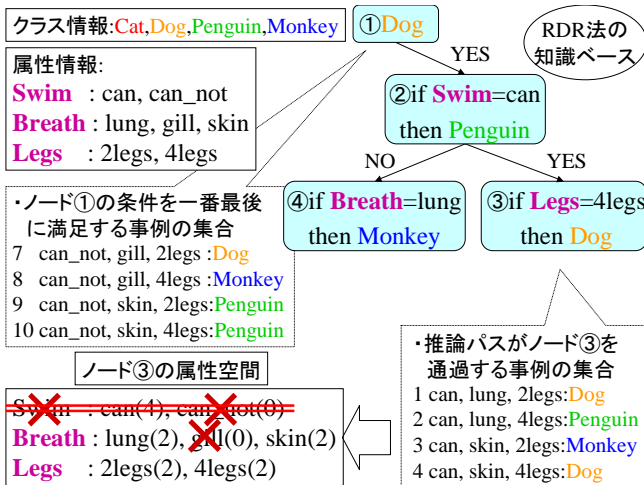 クラス情報:Cat,Dog,Penguin,Monkey
属性情報:
Swim : can, can_not
Breath : lung, gill, skin
Legs : 2legs, 4legs
①Dog
YES
RDR法の
知識ベース
②if Swim=can
then Penguin
NO
YES
④if Breath=lung
then Monkey
③if Legs=4legs
then Dog
・ノード①の条件を一番最後
に満足する事例の集合
7 can_not, gill, 2legs :Dog
8 can_not, gill, 4legs :Monkey
9 can_not, skin, 2legs:Penguin
10 can_not, skin, 4legs:Penguin
ノード③の属性空間
Swim : can(4), can_not(0)
Breath : lung(2), gill(0), skin(2)
Legs : 2legs(2), 4legs(2)
・推論パスがノード③を
通過する事例の集合
1 can, lung, 2legs:Dog
2 can, lung, 4legs:Penguin
3 can, skin, 2legs:Monkey
4 can, skin, 4legs:Dog